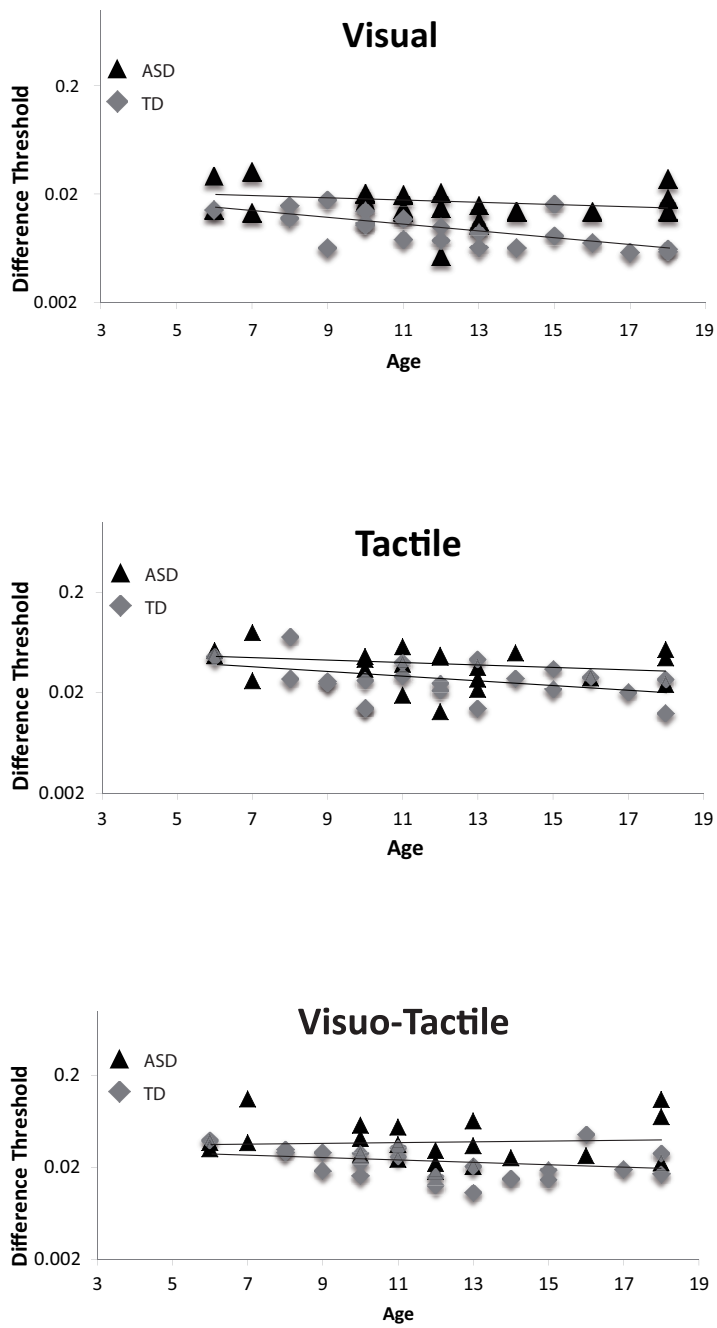 Visual
ASD
TD
Difference Threshold
0.2
0.02
0.002
3 5 7 9 11 13 15 17 19
Age
Tactile
ASD
TD
Difference Threshold
0.2
0.02
0.002
3 5 7 9 11 13 15 17 19
Age
Visuo-Tactile
ASD
TD
Difference Threshold
0.2
0.02
0.002
3 5 7 9 11 13 15 17 19
Age